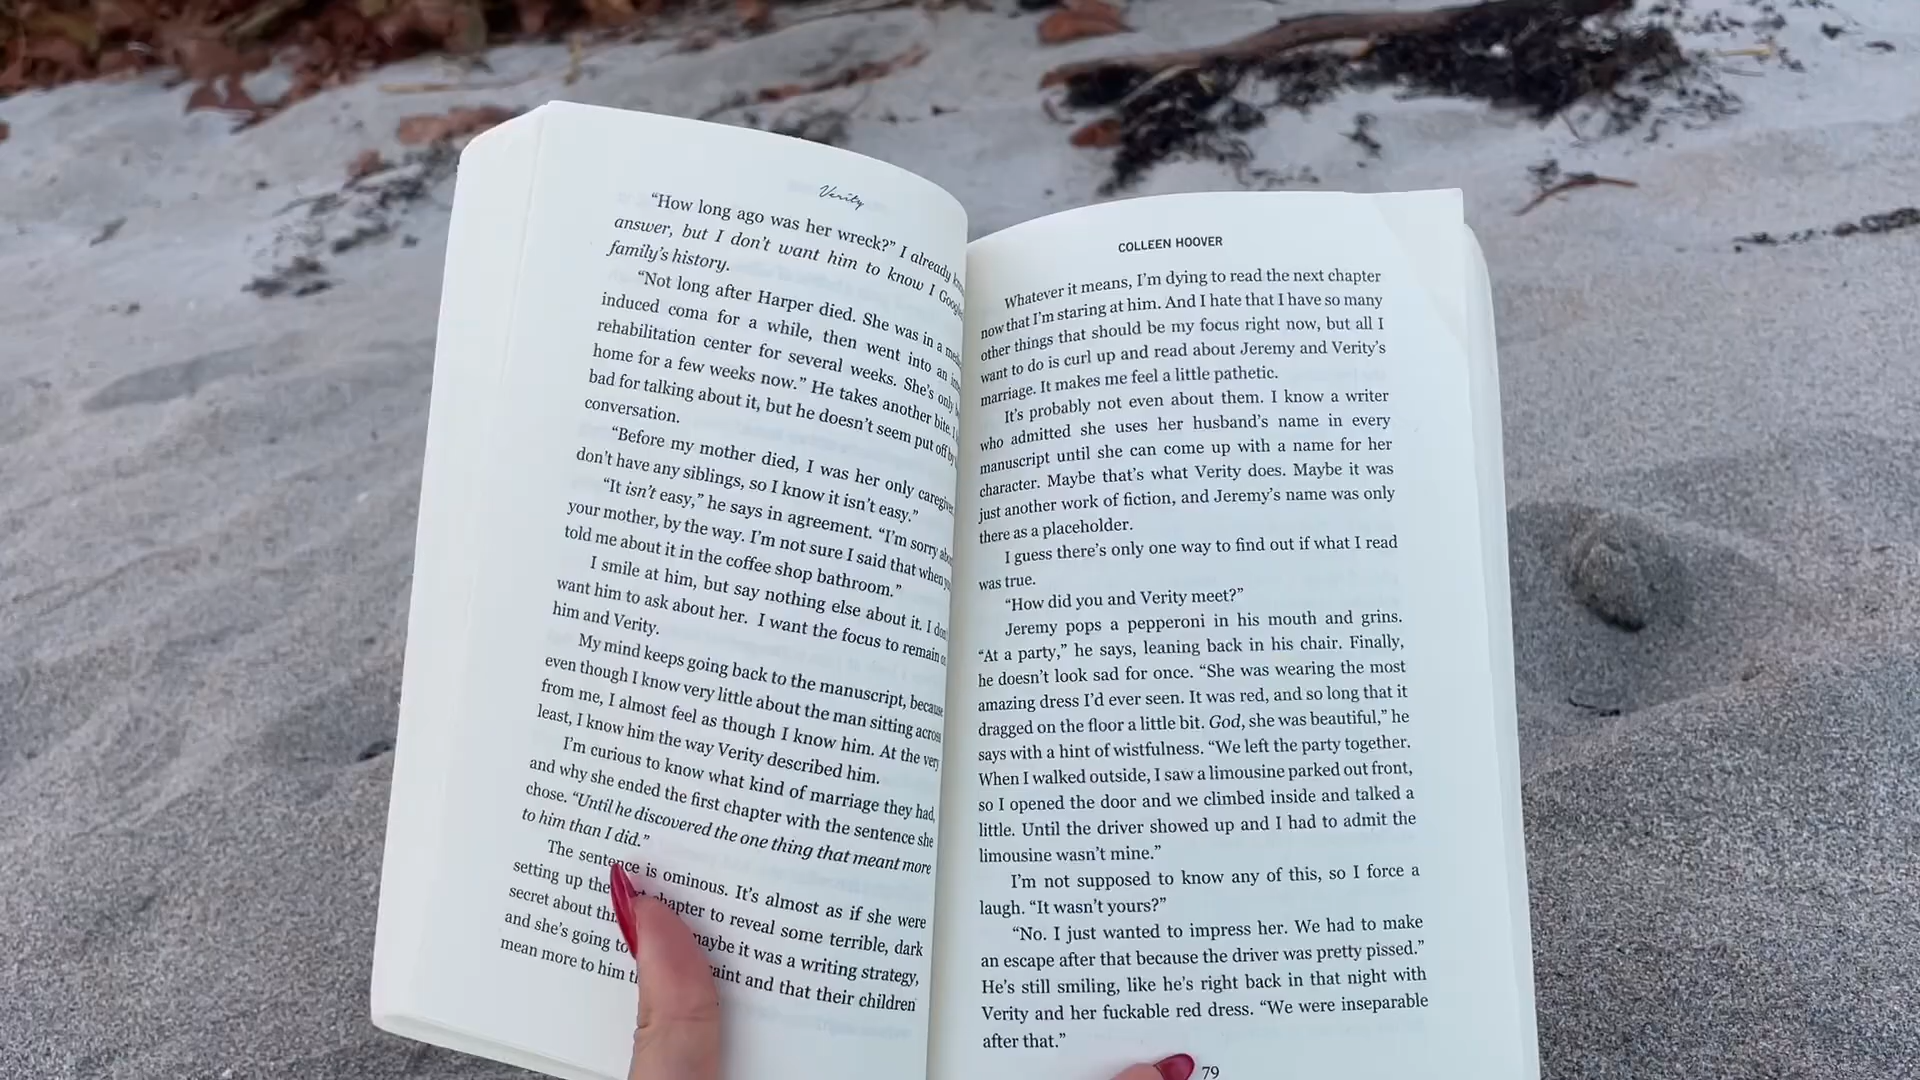 Verity
“How long ago was her wreck?” I already
answer, but I don’t want him to know I
family’s history.
“Not long after Harper died. She was in a
induced coma for a while, then went into an
rehabilitation center for several weeks. She’s only
home for a few weeks now.” He takes another bite.
bad for talking about it, but he doesn’t seem put off
conversation.
“Before my mother died, I was her only
don’t have any siblings, so I know it isn’t easy.”
“It isn’t easy,” he says in agreement. “I’m sorry
your mother, by the way. I’m not sure I said that when
told me about it in the coffee shop bathroom.”
I smile at him, but say nothing else about it. I
want him to ask about her. I want the focus to remain
him and Verity.
My mind keeps going back to the manuscript, because
even though I know very little about the man sitting across
from me, I almost feel as though I know him. At the very
least, I know him the way Verity described him.
I’m curious to know what kind of marriage they had,
and why she ended the first chapter with the sentence she
chose. “Until he discovered the one thing that meant more
to him than I did.”
The sentence is ominous. It’s almost as if she were
setting up the chapter to reveal some terrible, dark
secret about maybe it was a writing strategy,
and she’s going to and that their children
mean more to him
COLLEEN HOOVER
Whatever it means, I’m dying to read the next chapter
now that I’m staring at him. And I hate that I have so many
other things that should be my focus right now, but all I
want to do is curl up and read about Jeremy and Verity’s
marriage. It makes me feel a little pathetic.
It’s probably not even about them. I know a writer
who admitted she uses her husband’s name in every
manuscript until she can come up with a name for her
character. Maybe that’s what Verity does. Maybe it was
just another work of fiction, and Jeremy’s name was only
there as a placeholder.
I guess there’s only one way to find out if what I read
was true.
“How did you and Verity meet?”
Jeremy pops a pepperoni in his mouth and grins.
“At a party,” he says, leaning back in his chair. Finally,
he doesn’t look sad for once. “She was wearing the most
amazing dress I’d ever seen. It was red, and so long that it
dragged on the floor a little bit. God, she was beautiful,” he
says with a hint of wistfulness. “We left the party together.
When I walked outside, I saw a limousine parked out front,
so I opened the door and we climbed inside and talked a
little. Until the driver showed up and I had to admit the
limousine wasn’t mine.”
I’m not supposed to know any of this, so I force a
laugh. “It wasn’t yours?”
“No. I just wanted to impress her. We had to make
an escape after that because the driver was pretty pissed.”
He’s still smiling, like he’s right back in that night with
Verity and her fuckable red dress. “We were inseparable
after that.”
79